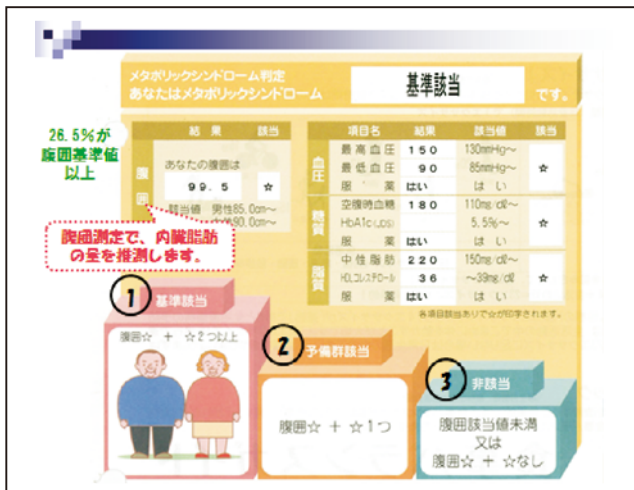 メタボリックシンドローム判定
あなたはメタボリックシンドローム 基準該当 です。
26.5%が
腹囲基準値
以上
結果 該当
腹囲
あなたの腹囲は
99.5 ☆
該当値 男性85.0cm～
90.0cm～
腹囲測定で、内臓脂肪
の量を推測します。
項目名 結果 該当値 該当
血圧
最高血圧 150 130mmHg～
最低血圧 90 85mmHg～ ☆
服薬 はい はい
糖質
空腹時血糖 180 110mg/dl～
HbA1c(JDS) 5.5%～ ☆
服薬 はい
脂質
中性脂肪 220 150mg/dl～
HDLコレステロール 36 ～39mg/dl ☆
服薬 はい はい
各項目該当ありで☆が印字されます。
① 基準該当
腹囲☆ + ☆2つ以上
② 予備群該当
腹囲☆ + ☆1つ
③ 非該当
腹囲該当値未満
又は
腹囲☆ + ☆なし